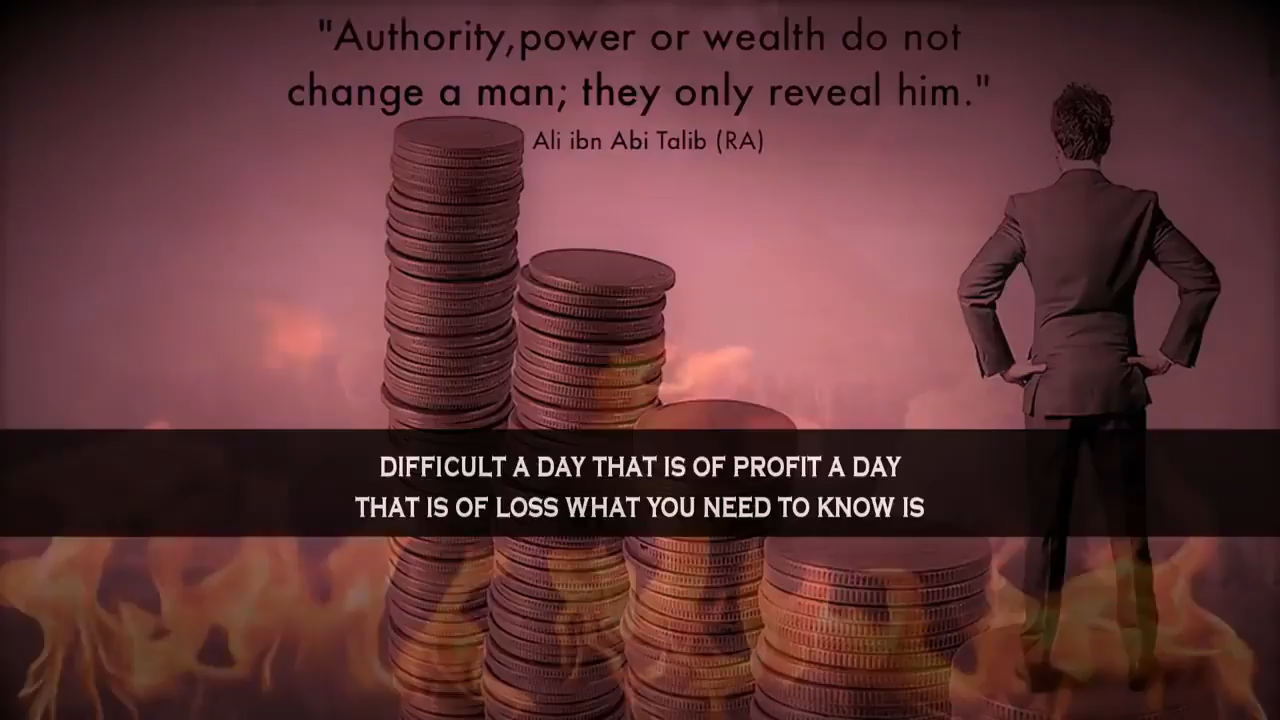 "Authority,power or wealth do not
change a man; they only reveal him."
Ali ibn Abi Talib (RA)
DIFFICULT A DAY THAT IS OF PROFIT A DAY
THAT IS OF LOSS WHAT YOU NEED TO KNOW IS